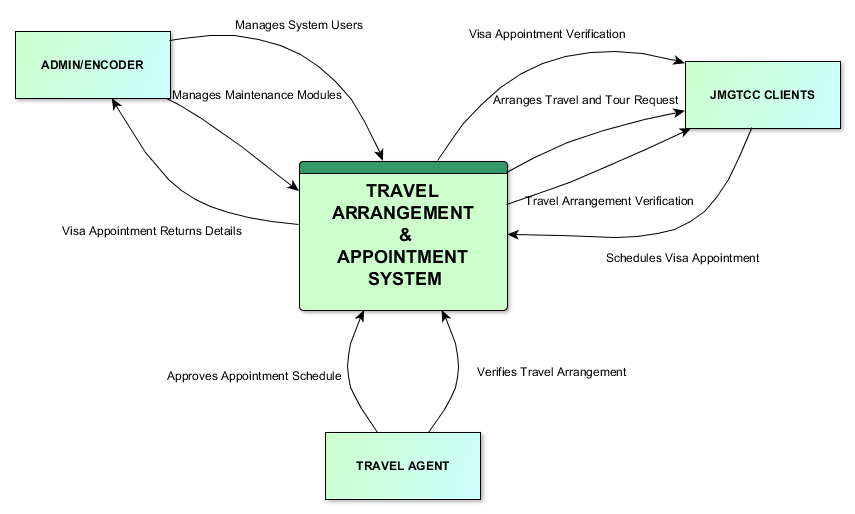 Manages System Users
Visa Appointment Verification
ADMIN/ENCODER
JMGTCC CLIENTS
Manages Maintenance Modules
Arranges Travel and Tour Request
TRAVEL
ARRANGEMENT
&
APPOINTMENT
SYSTEM
Travel Arrangement Verification
Visa Appointment Returns Details
Schedules Visa Appointment
Approves Appointment Schedule
Verifies Travel Arrangement
TRAVEL AGENT